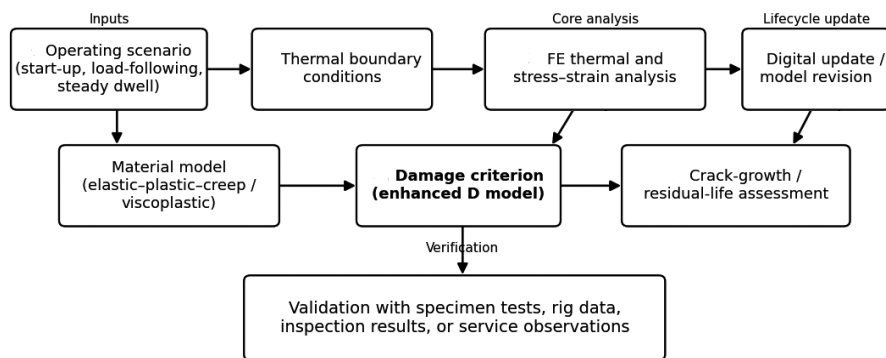 Inputs
Core analysis
Lifecycle update
Operating scenario
(start-up, load-following,
steady dwell)
Thermal boundary
conditions
FE thermal and
stress–strain analysis
Digital update /
model revision
Material model
(elastic–plastic–creep /
viscoplastic)
Damage criterion
(enhanced D model)
Crack-growth /
residual-life assessment
Verification
Validation with specimen tests, rig data,
inspection results, or service observations